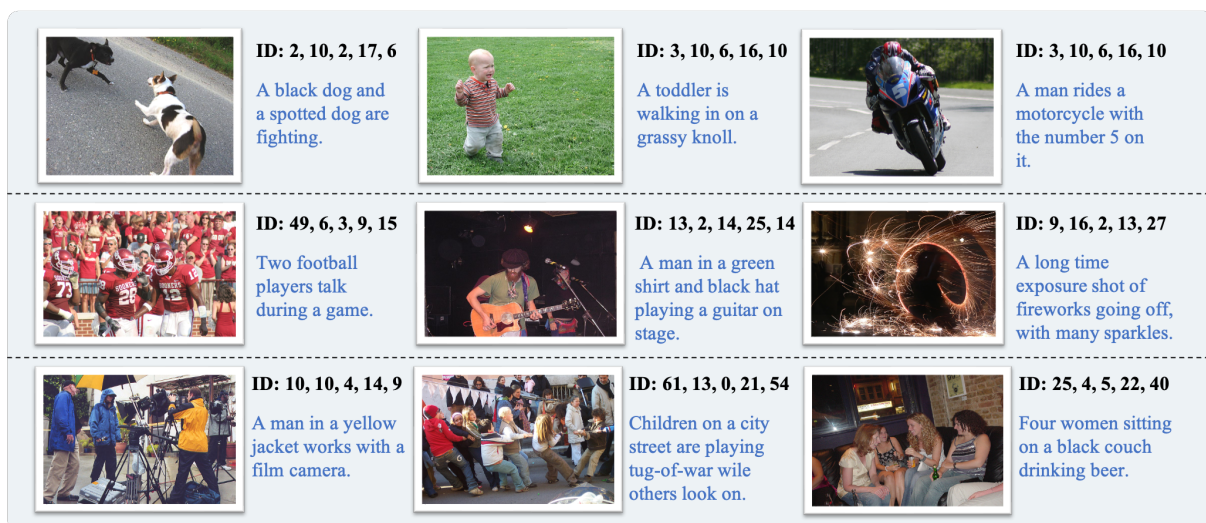 ID: 2, 10, 2, 17, 6
A black dog and
a spotted dog are
fighting.
ID: 3, 10, 6, 16, 10
A toddler is
walking in on a
grassy knoll.
ID: 3, 10, 6, 16, 10
A man rides a
motorcycle with
the number 5 on
it.
5
ID: 49, 6, 3, 9, 15
Two football
players talk
during a game.
73
SOONERS
28
SOONERS
12
ID: 13, 2, 14, 25, 14
A man in a green
shirt and black hat
playing a guitar on
stage.
ID: 9, 16, 2, 13, 27
A long time
exposure shot of
fireworks going off,
with many sparkles.
ID: 10, 10, 4, 14, 9
A man in a yellow
jacket works with a
film camera.
ID: 61, 13, 0, 21, 54
Children on a city
street are playing
tug-of-war wile
others look on.
ID: 25, 4, 5, 22, 40
Four women sitting
on a black couch
drinking beer.